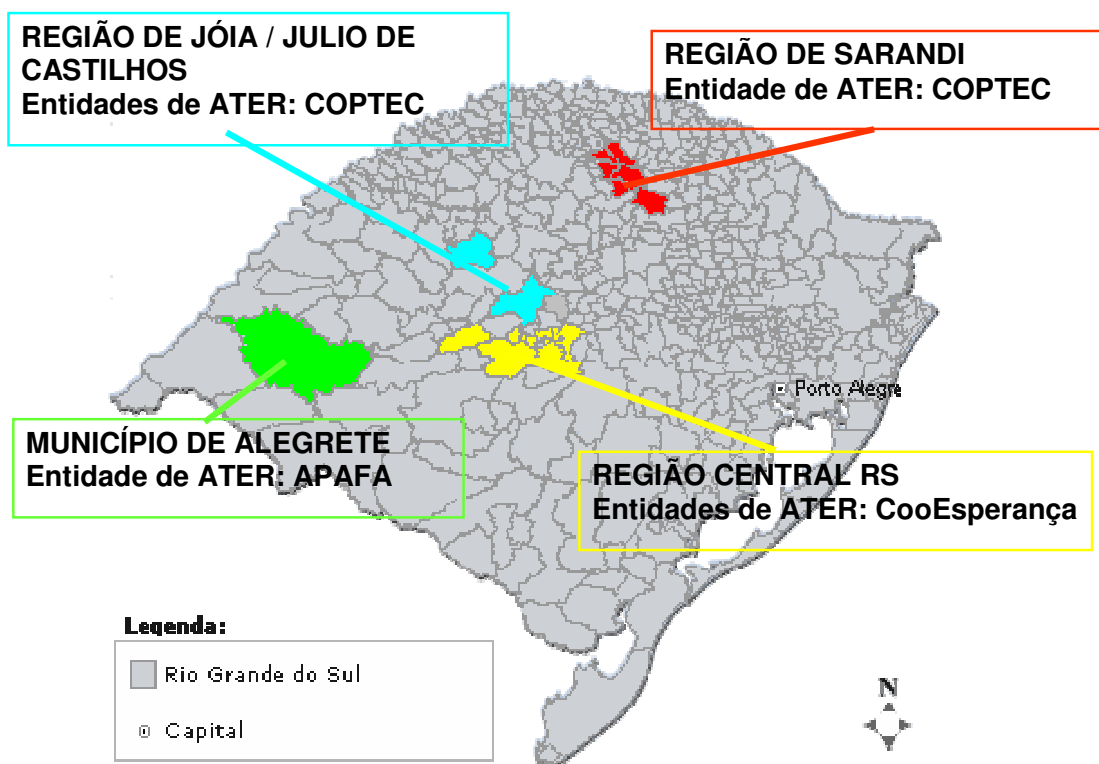 REGIÃO DE JÓIA / JULIO DE
CASTILHOS
Entidades de ATER: COPTEC
REGIÃO DE SARANDI
Entidade de ATER: COPTEC
Porto Alegre
MUNICÍPIO DE ALEGRETE
Entidade de ATER: APAFA
REGIÃO CENTRAL RS
Entidades de ATER: CooEsperança
Legenda:
Rio Grande do Sul
Capital
N